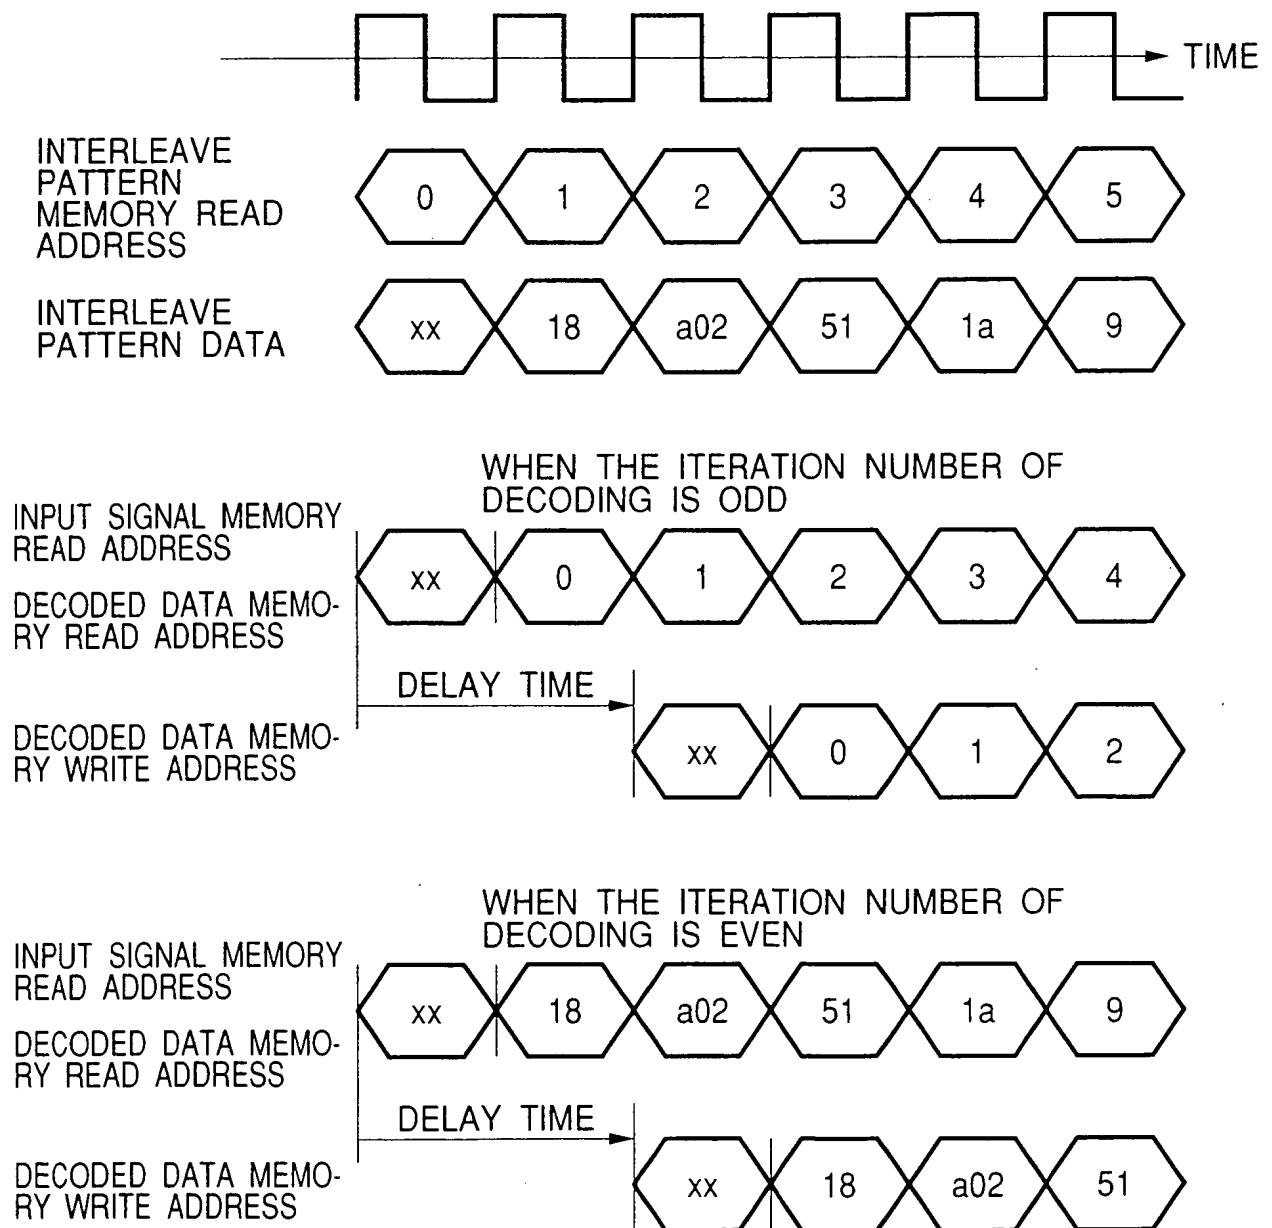 TIME
INTERLEAVE
PATTERN
MEMORY READ
ADDRESS
0 1 2 3 4 5
INTERLEAVE
PATTERN DATA
xx 18 a02 51 1a 9
WHEN THE ITERATION NUMBER OF
DECODING IS ODD
INPUT SIGNAL MEMORY
READ ADDRESS
xx 0 1 2 3 4
DECODED DATA MEMO-
RY READ ADDRESS
DELAY TIME
DECODED DATA MEMO-
RY WRITE ADDRESS
xx 0 1 2
WHEN THE ITERATION NUMBER OF
DECODING IS EVEN
INPUT SIGNAL MEMORY
READ ADDRESS
xx 18 a02 51 1a 9
DECODED DATA MEMO-
RY READ ADDRESS
DELAY TIME
DECODED DATA MEMO-
RY WRITE ADDRESS
xx 18 a02 51